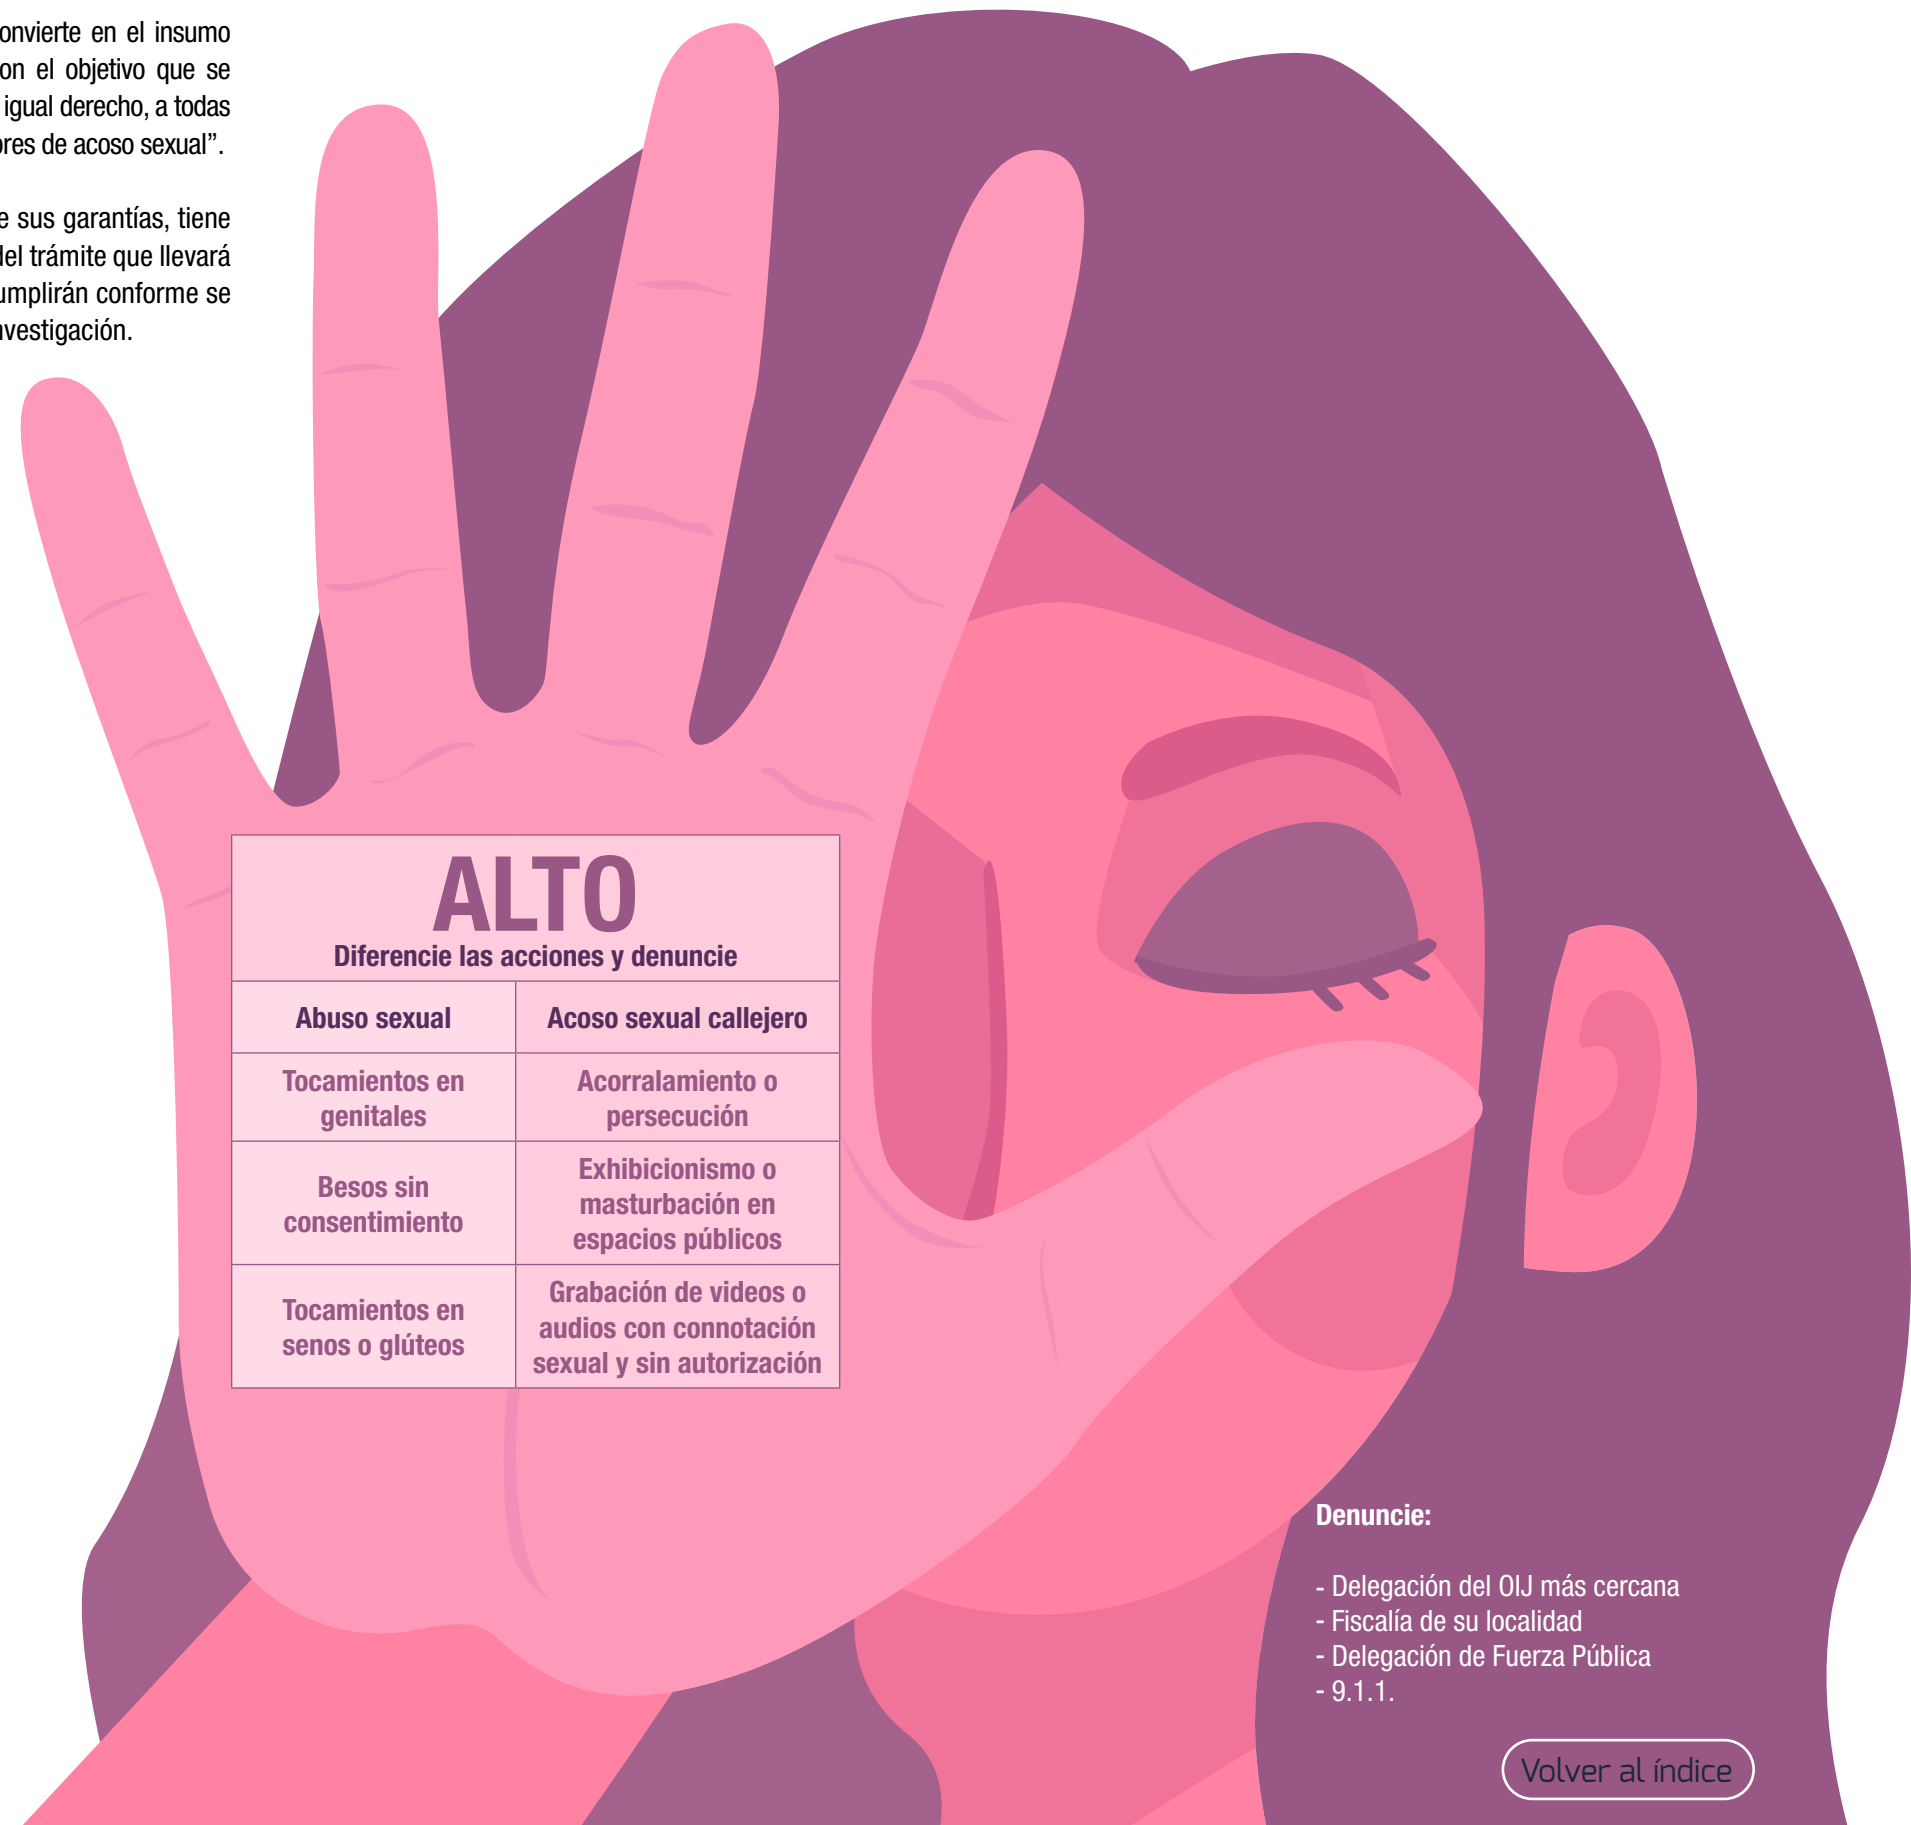 onvierte en el insumo
on el objetivo que se
igual derecho, a todas
ores de acoso sexual”.
e sus garantías, tiene
del trámite que llevará
umplirán conforme se
nvestigación.
ALTO
Diferencie las acciones y denuncie
Abuso sexual
Acoso sexual callejero
Tocamientos en
genitales
Acorralamiento o
persecución
Besos sin
consentimiento
Exhibicionismo o
masturbación en
espacios públicos
Tocamientos en
senos o glúteos
Grabación de videos o
audios con connotación
sexual y sin autorización
Denuncie:
- Delegación del OIJ más cercana
- Fiscalía de su localidad
- Delegación de Fuerza Pública
- 9.1.1.
Volver al índice